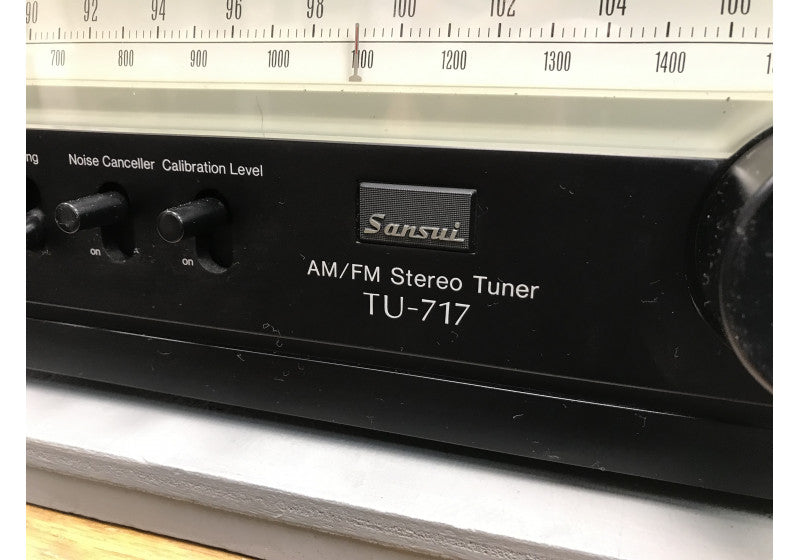 90 92 94 96 98 100 102 104 106
700 800 900 1000 1100 1200 1300 1400
Noise Canceller Calibration Level
on on
Sansui
AM/FM Stereo Tuner
TU-717